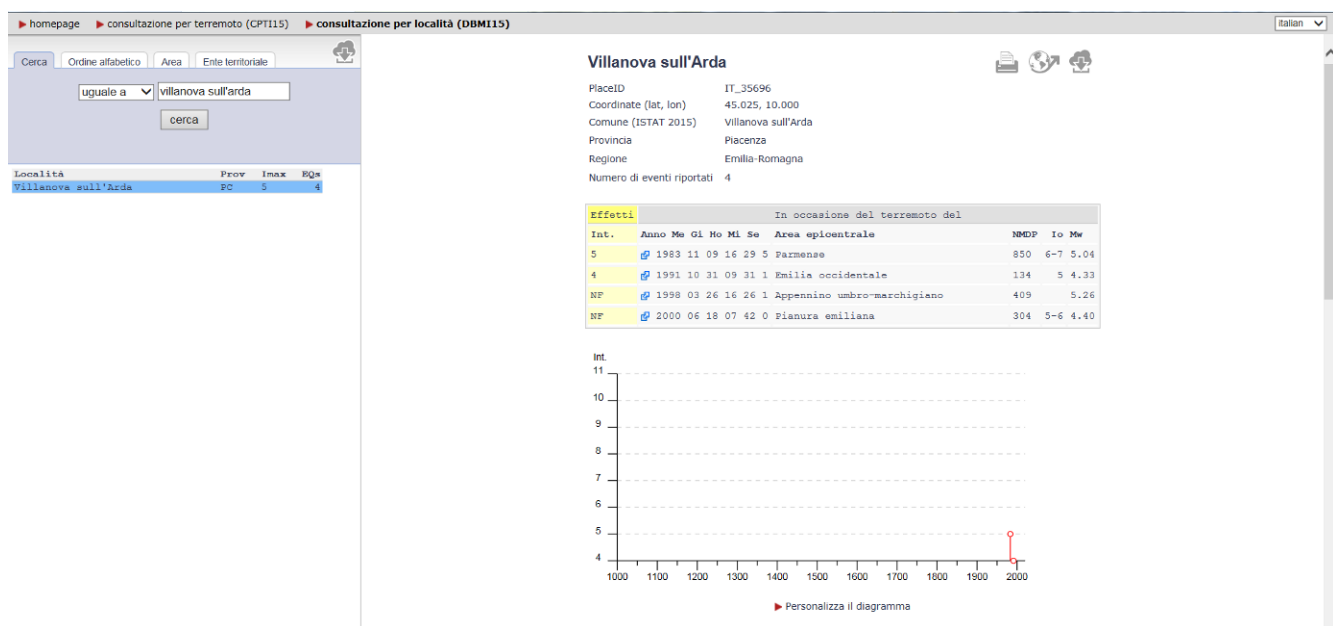 homepage consultazione per terremoto (CPTI15) consultazione per località (DBMI15) italian
Cerca Ordine alfabetico Area Ente territoriale
uguale a villanova sull'arda
cerca
Località Prov Imax EQs
Villanova sull'Arda PC 5 4
Villanova sull'Arda
PlaceID IT_35696
Coordinate (lat, lon) 45.025, 10.000
Comune (ISTAT 2015) Villanova sull'Arda
Provincia Piacenza
Regione Emilia-Romagna
Numero di eventi riportati 4
Effetti In occasione del terremoto del
Int. Anno Me Gi Ho Mi Se Area epicentrale NMDP Io Mw
5 1983 11 09 16 29 5 Parmense 850 6-7 5.04
4 1991 10 31 09 31 1 Emilia occidentale 134 5 4.33
NF 1998 03 26 16 26 1 Appennino umbro-marchigiano 409 5.26
NF 2000 06 18 07 42 0 Pianura emiliana 304 5-6 4.40
Int.
11
10
9
8
7
6
5
4
1000 1100 1200 1300 1400 1500 1600 1700 1800 1900 2000
Personalizza il diagramma